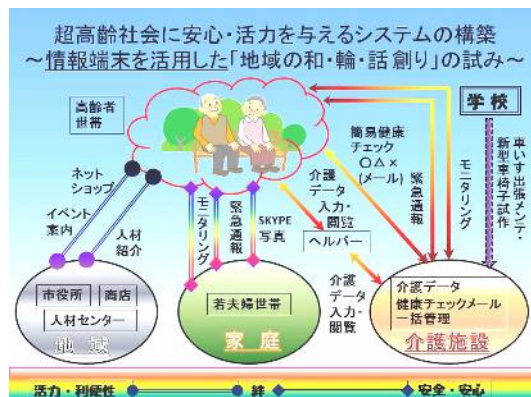 超高齢社会に安心・活力を与えるシステムの構築
～情報端末を活用した「地域の和・輪・話創り」の試み～
高齢者
世帯
学校
簡易健康
チェック
○△×
(メール)
緊急通報
モニタリング
車いす出張メンテ・
新型車椅子試作
ネット
ショップ
イベント
案内
人材
紹介
モニタリング
緊急通報
SKYPE
写真
介護
データ
入力・
閲覧
ヘルパー
介護
データ
入力・
閲覧
市役所
商店
人材センター
地域
若夫婦世帯
家庭
介護データ
健康チェックメール
一括管理
介護施設
活力・利便性
絆
安全・安心